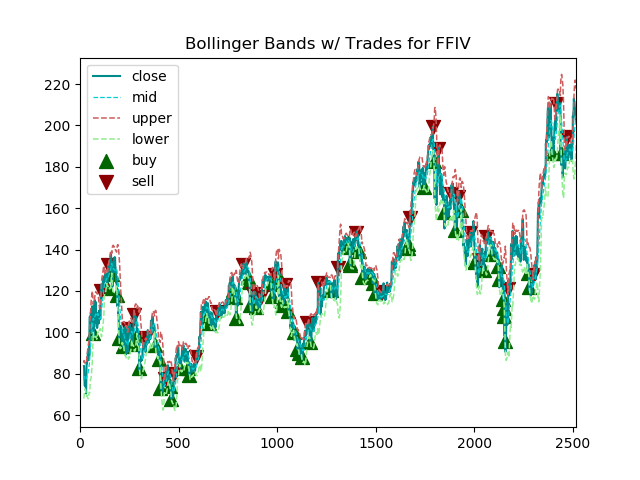 Bollinger Bands w/ Trades for FFIV
close
mid
upper
lower
buy
sell
220
200
180
160
140
120
100
80
60
0 500 1000 1500 2000 2500